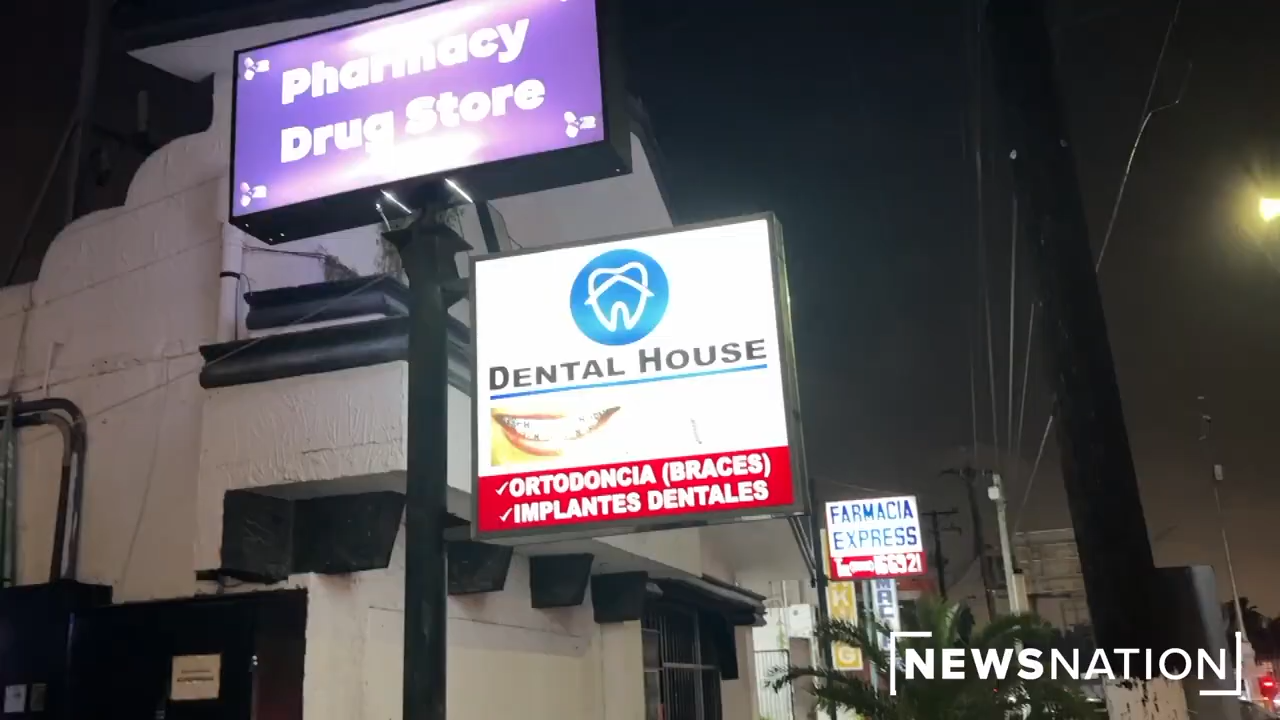 Pharmacy
Drug Store
DENTAL HOUSE
✓ORTODONCIA (BRACES)
✓IMPLANTES DENTALES
FARMACIA
EXPRESS
NEWSNATION